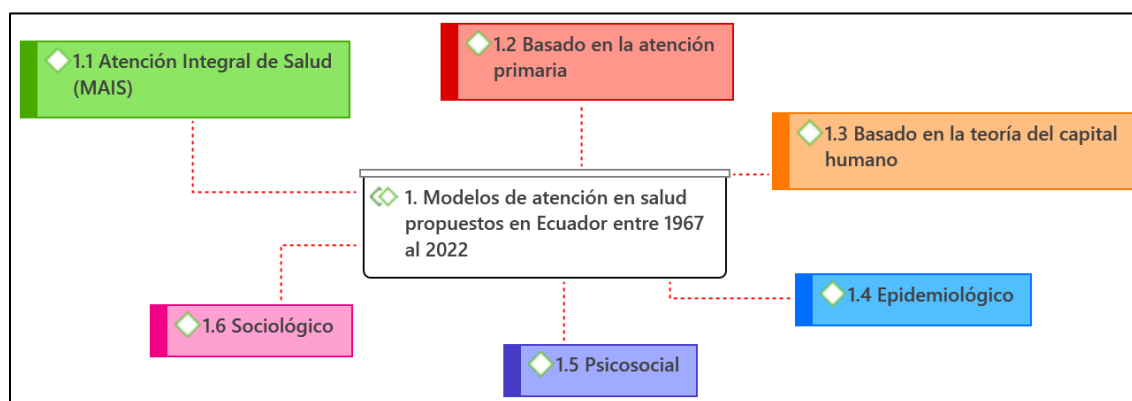 1.1 Atención Integral de Salud
(MAIS)
1.2 Basado en la atención
primaria
1.3 Basado en la teoría del capital
humano
1. Modelos de atención en salud
propuestos en Ecuador entre 1967
al 2022
1.4 Epidemiológico
1.6 Sociológico
1.5 Psicosocial